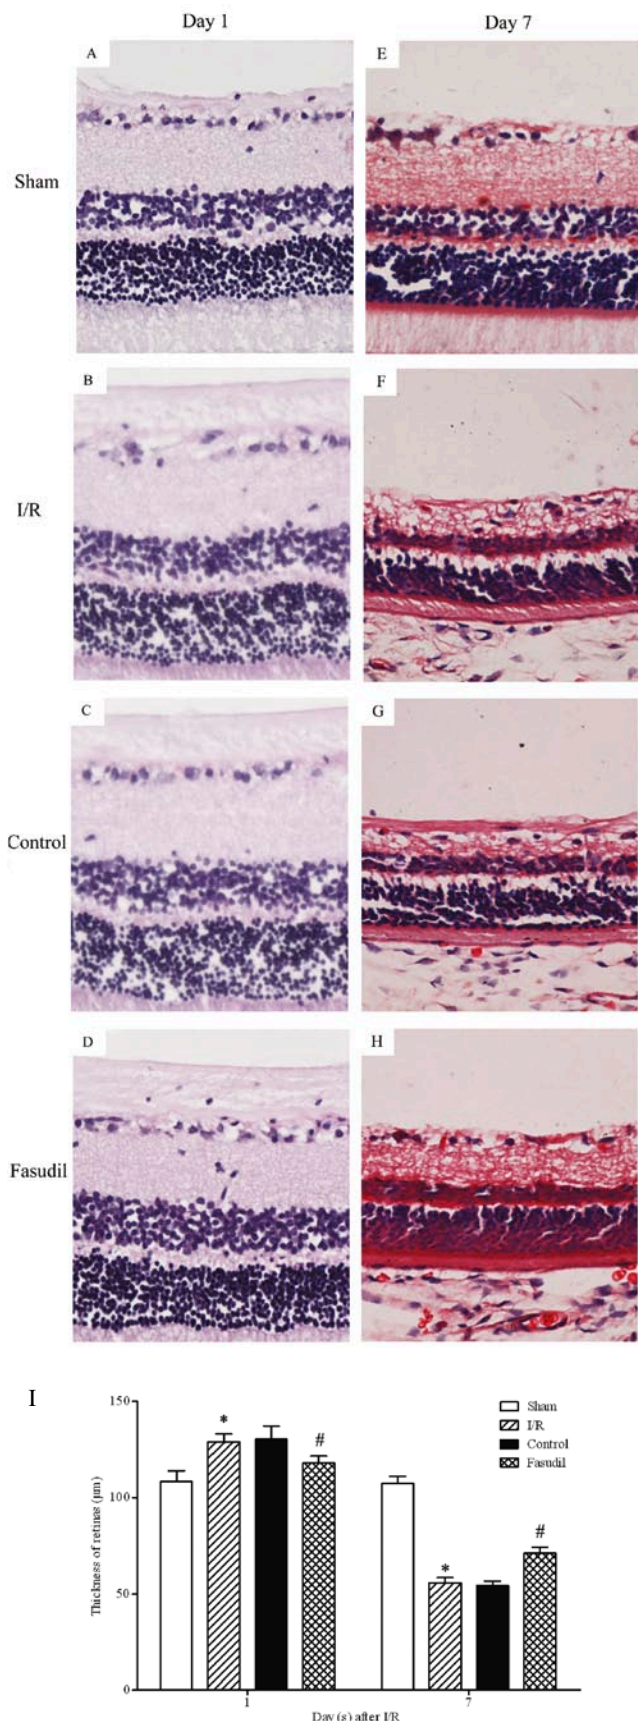 Day 1 Day 7
A E
Sham
B F
I/R
C G
Control
D H
Fasudil
I
150
100
50
0
Thickness of retinas (μm)
* # * #
Sham
I/R
Control
Fasudil
1 7
Day (s) after I/R